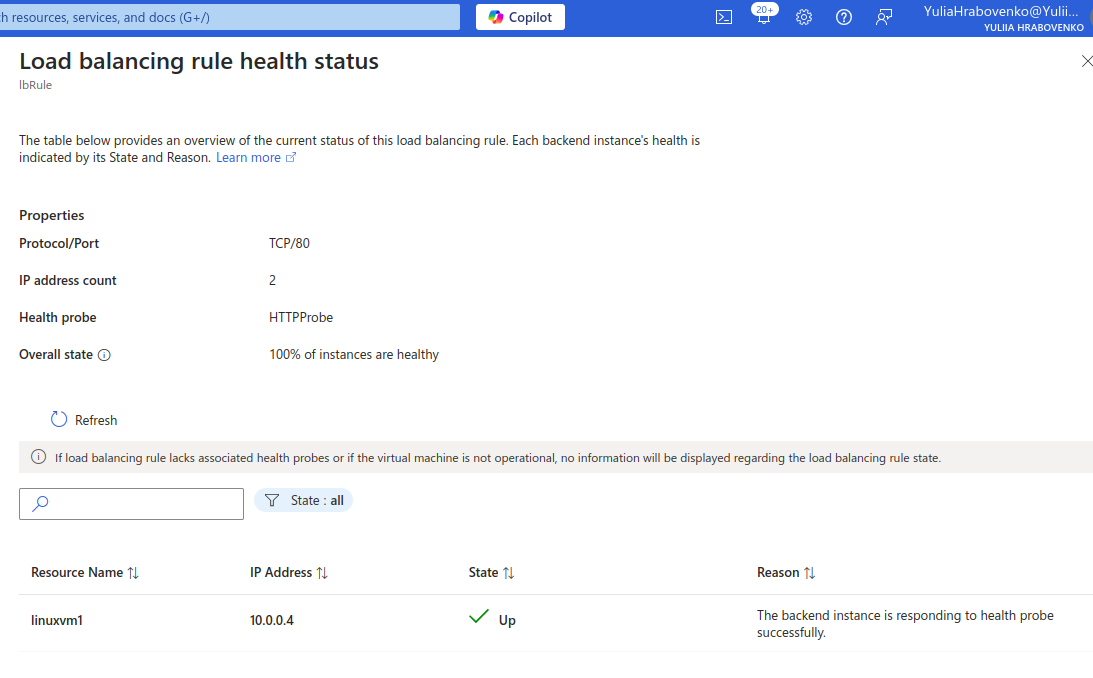 h resources, services, and docs (G+/)
Copilot
20+
YuliaHrabovenko@Yulii...
YULIIA HRABOVENKO
Load balancing rule health status
lbRule
The table below provides an overview of the current status of this load balancing rule. Each backend instance's health is
indicated by its State and Reason. Learn more
Properties
Protocol/Port TCP/80
IP address count 2
Health probe HTTPProbe
Overall state 100% of instances are healthy
Refresh
If load balancing rule lacks associated health probes or if the virtual machine is not operational, no information will be displayed regarding the load balancing rule state.
State : all
Resource Name IP Address State Reason
linuxvm1 10.0.0.4 Up The backend instance is responding to health probe
successfully.